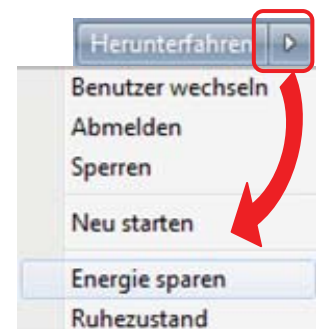 Herunterfahren
Benutzer wechseln
Abmelden
Sperren
Neu starten
Energie sparen
Ruhezustand